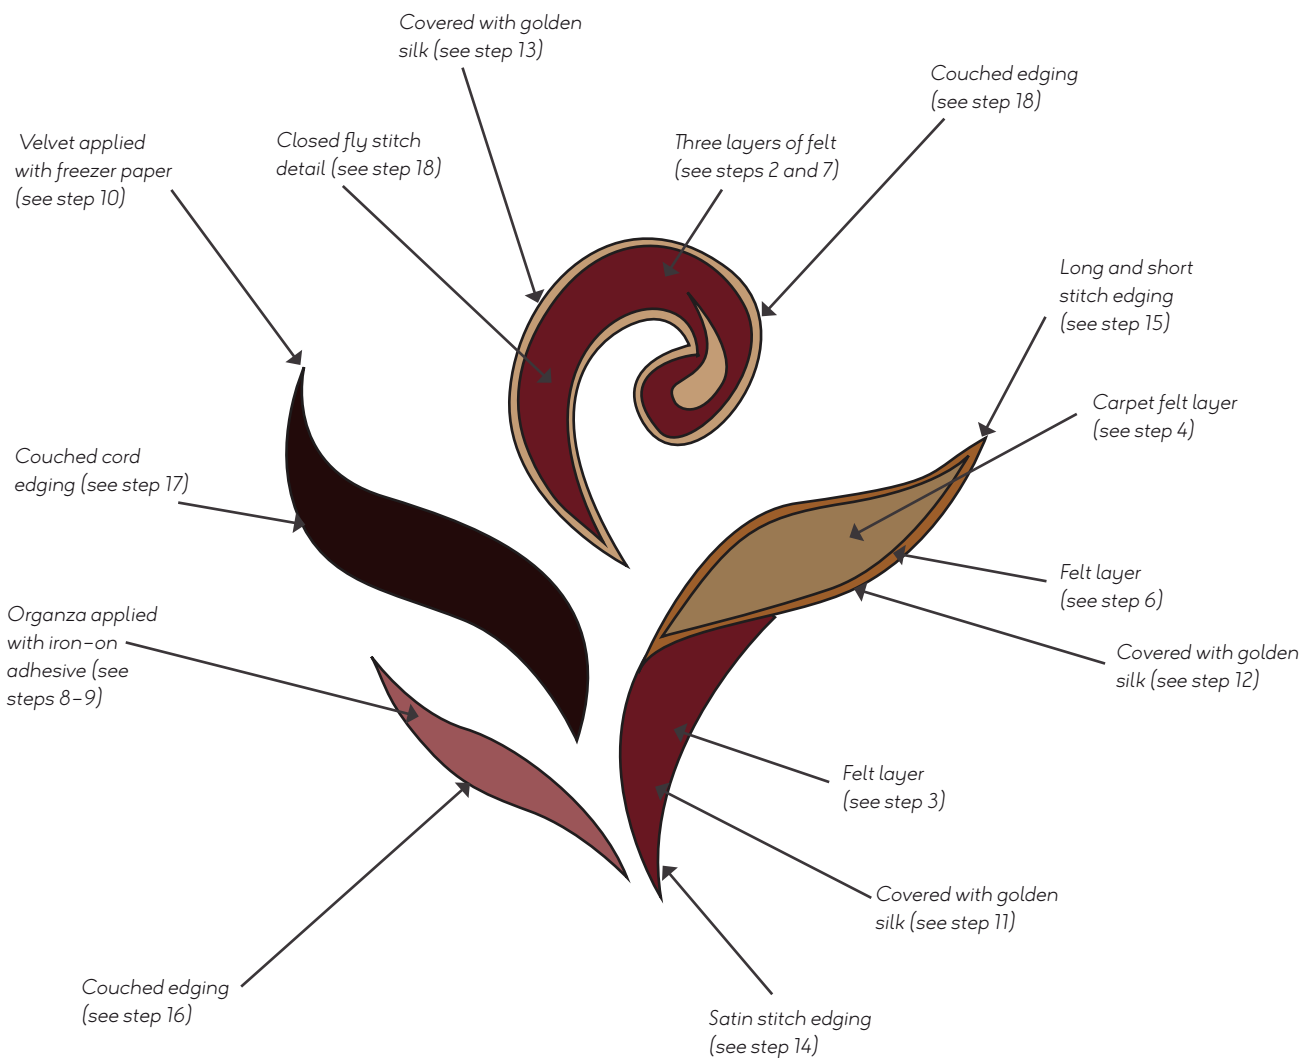 Covered with golden
silk (see step 13)
Couched edging
(see step 18)
Velvet applied
with freezer paper
(see step 10)
Closed fly stitch
detail (see step 18)
Three layers of felt
(see steps 2 and 7)
Long and short
stitch edging
(see step 15)
Carpet felt layer
(see step 4)
Couched cord
edging (see step 17)
Felt layer
(see step 6)
Organza applied
with iron-on
adhesive (see
steps 8-9)
Covered with golden
silk (see step 12)
Felt layer
(see step 3)
Covered with golden
silk (see step 11)
Couched edging
(see step 16)
Satin stitch edging
(see step 14)